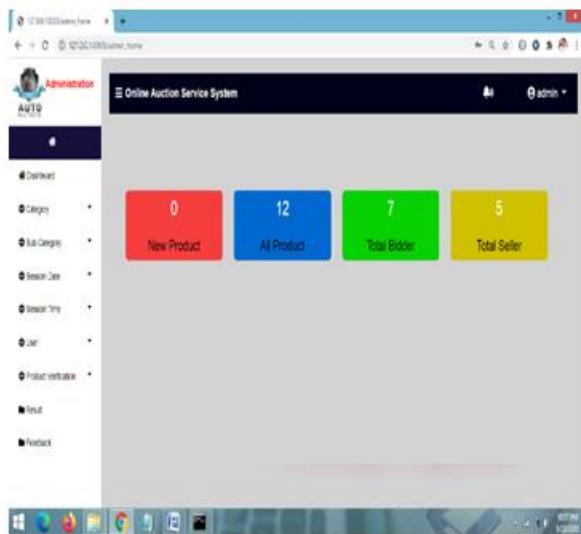 Administration
AUTO
Online Auction Service System
admin
Dashboard
Category
Sub Category
Session Date
Session Time
User
Product Verification
Result
Feedback
0
New Product
12
All Product
7
Total Bidder
5
Total Seller